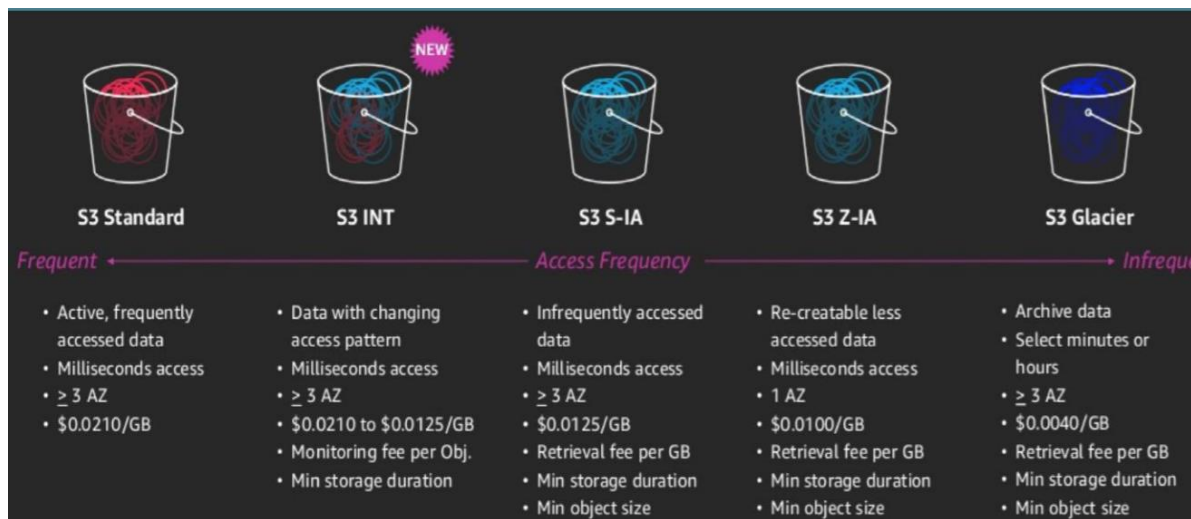 NEW
S3 Standard
S3 INT
S3 S-IA
S3 Z-IA
S3 Glacier
Frequent
Access Frequency
Infreque
• Active, frequently
accessed data
• Milliseconds access
• ≥ 3 AZ
• $0.0210/GB
• Data with changing
access pattern
• Milliseconds access
• ≥ 3 AZ
• $0.0210 to $0.0125/GB
• Monitoring fee per Obj.
• Min storage duration
• Infrequently accessed
data
• Milliseconds access
• ≥ 3 AZ
• $0.0125/GB
• Retrieval fee per GB
• Min storage duration
• Min object size
• Re-creatable less
accessed data
• Milliseconds access
• 1 AZ
• $0.0100/GB
• Retrieval fee per GB
• Min storage duration
• Min object size
• Archive data
• Select minutes or
hours
• ≥ 3 AZ
• $0.0040/GB
• Retrieval fee per GB
• Min storage duration
• Min object size